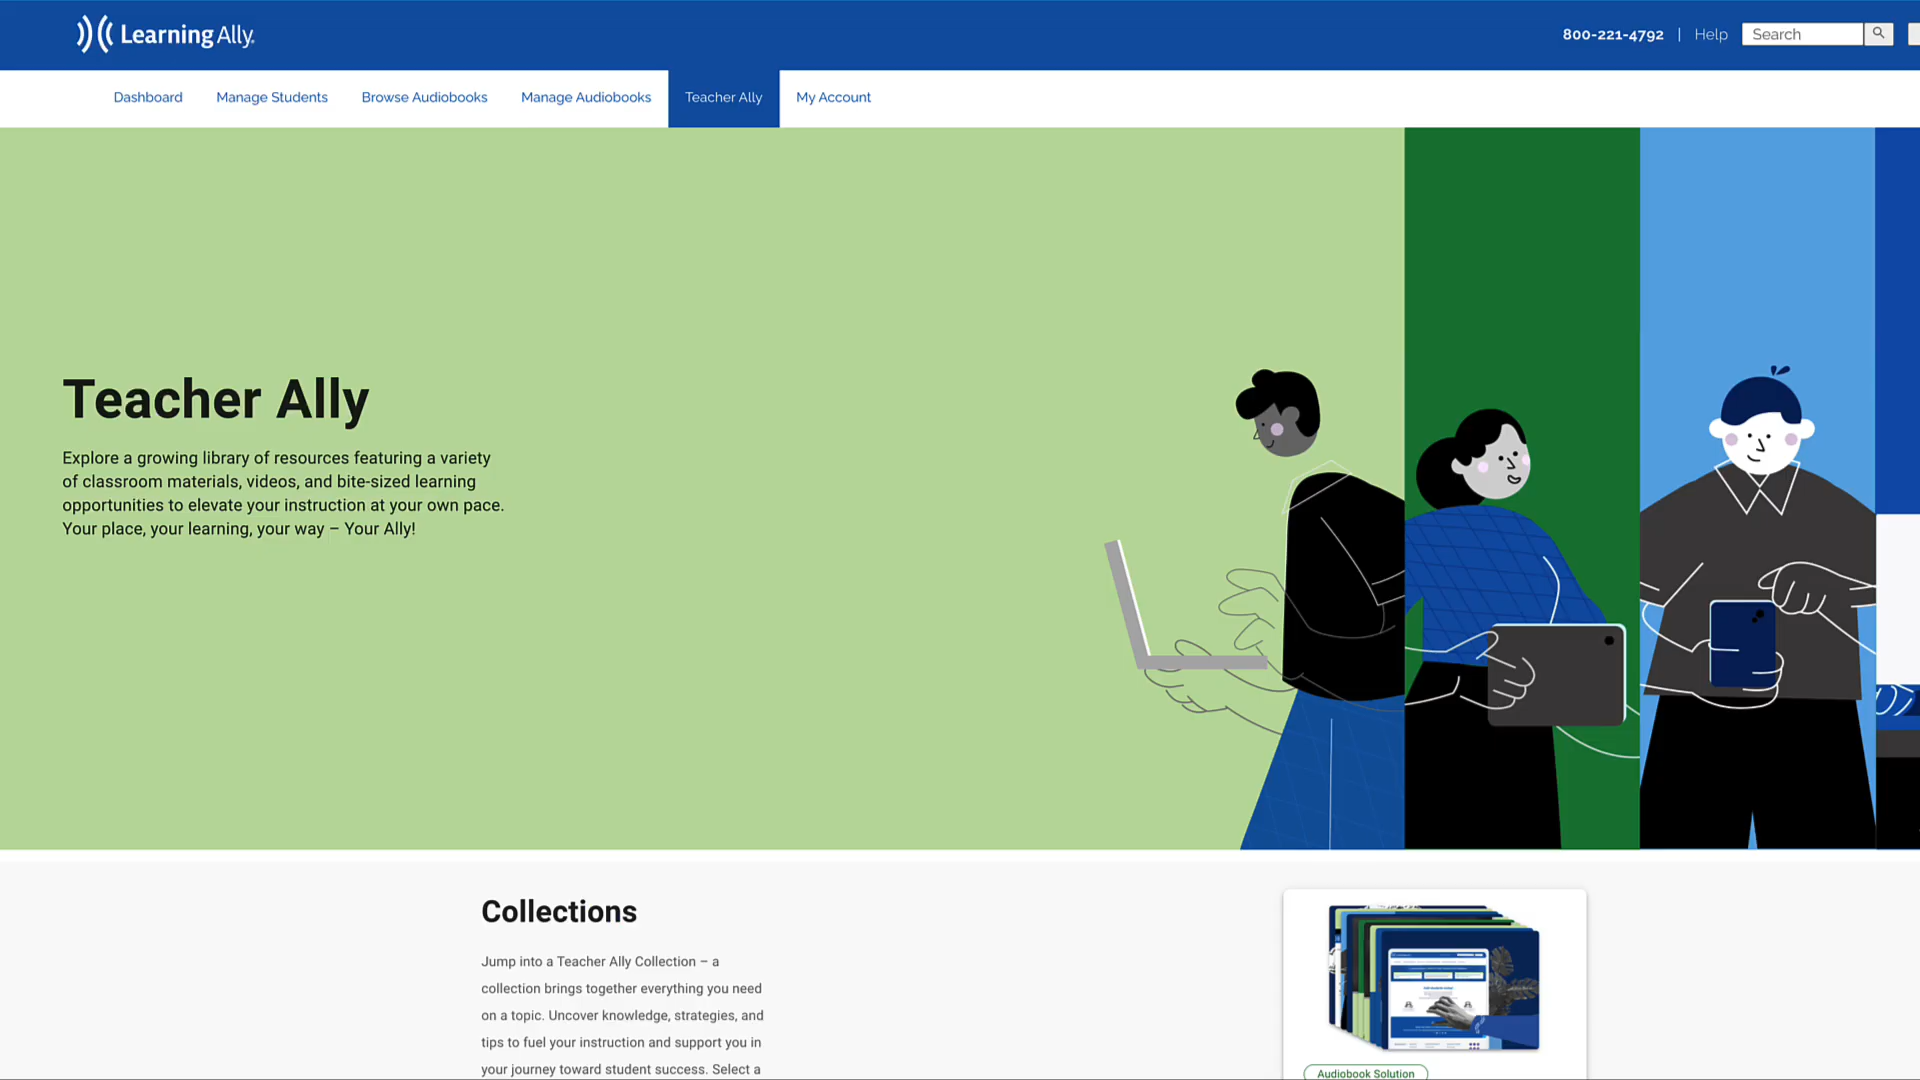 Learning Ally
800-221-4792 | Help Search
Dashboard Manage Students Browse Audiobooks Manage Audiobooks Teacher Ally My Account
Teacher Ally
Explore a growing library of resources featuring a variety
of classroom materials, videos, and bite-sized learning
opportunities to elevate your instruction at your own pace.
Your place, your learning, your way – Your Ally!
Collections
Jump into a Teacher Ally Collection – a
collection brings together everything you need
on a topic. Uncover knowledge, strategies, and
tips to fuel your instruction and support you in
your journey toward student success. Select a
Audiobook Solution